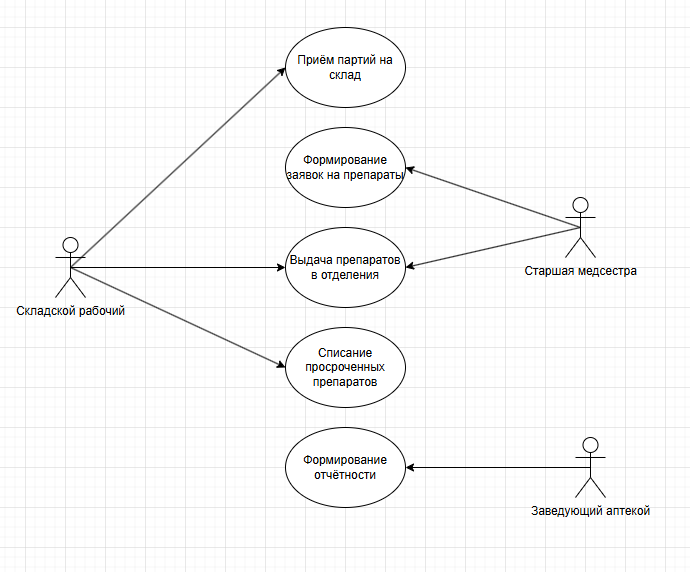 Приём партий на
склад
Формирование
заявок на препараты
Выдача препаратов
в отделения
Списание
просроченных
препаратов
Формирование
отчётности
Складской рабочий
Старшая медсестра
Заведующий аптекой